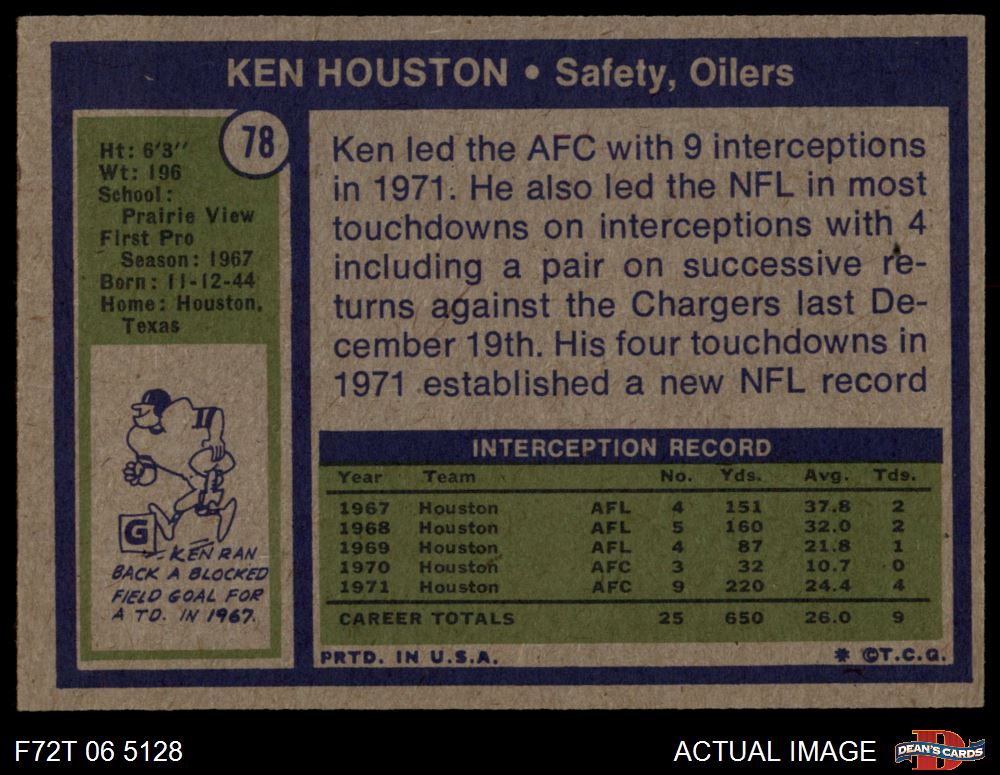 KEN HOUSTON • Safety, Oilers
78
Ht: 6'3''
Wt: 196
School:
Prairie View
First Pro
Season: 1967
Born: 11-12-44
Home: Houston,
Texas
G
KEN RAN
BACK A BLOCKED
FIELD GOAL FOR
A TD. IN 1967.
Ken led the AFC with 9 interceptions
in 1971. He also led the NFL in most
touchdowns on interceptions with 4
including a pair on successive re-
turns against the Chargers last De-
cember 19th. His four touchdowns in
1971 established a new NFL record
INTERCEPTION RECORD
Year Team No. Yds. Avg. Tds.
1967 Houston AFL 4 151 37.8 2
1968 Houston AFL 5 160 32.0 2
1969 Houston AFL 4 87 21.8 1
1970 Houston AFC 3 32 10.7 0
1971 Houston AFC 9 220 24.4 4
CAREER TOTALS 25 650 26.0 9
PRTD. IN U.S.A. * ©T.C.G.
F72T 06 5128 ACTUAL IMAGE DEAN'S CARDS